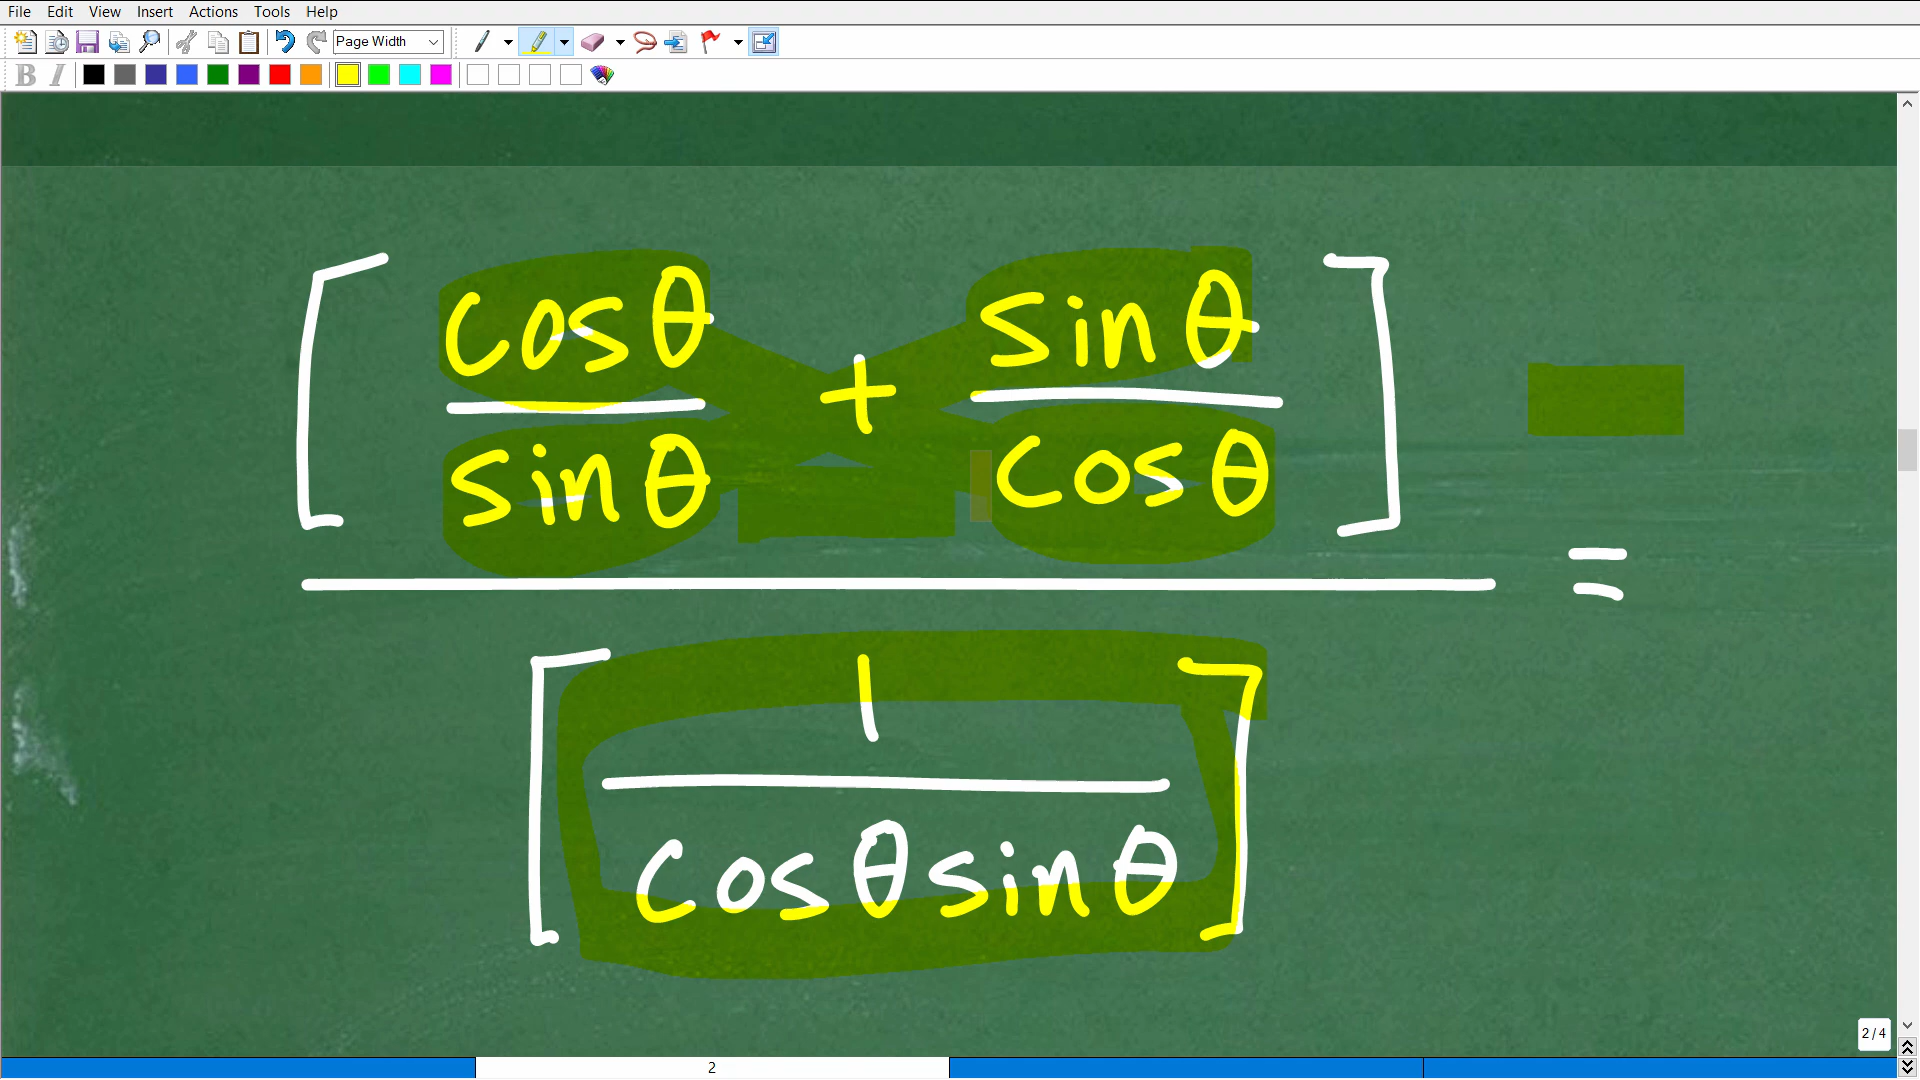 File Edit View Insert Actions Tools Help
Page Width
B I
[ cosθ/sinθ + sinθ/cosθ ] =
[ 1/cosθsinθ ]
2 / 4
2